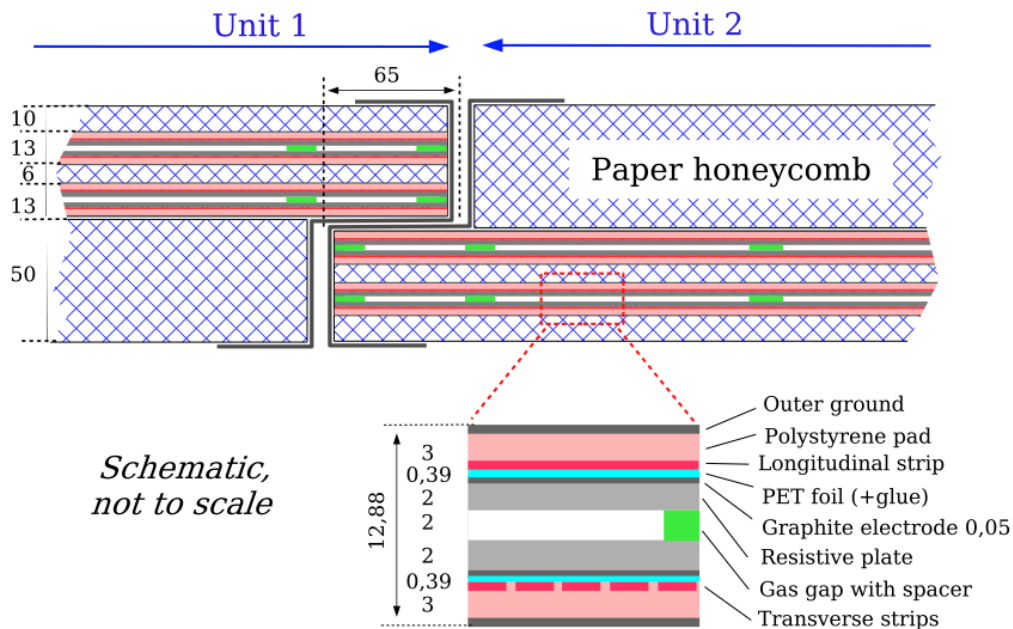 Unit 1
Unit 2
65
10
13
6
13
50
Paper honeycomb
Schematic,
not to scale
12,88
3
0,39
2
2
2
0,39
3
Outer ground
Polystyrene pad
Longitudinal strip
PET foil (+glue)
Graphite electrode 0,05
Resistive plate
Gas gap with spacer
Transverse strips